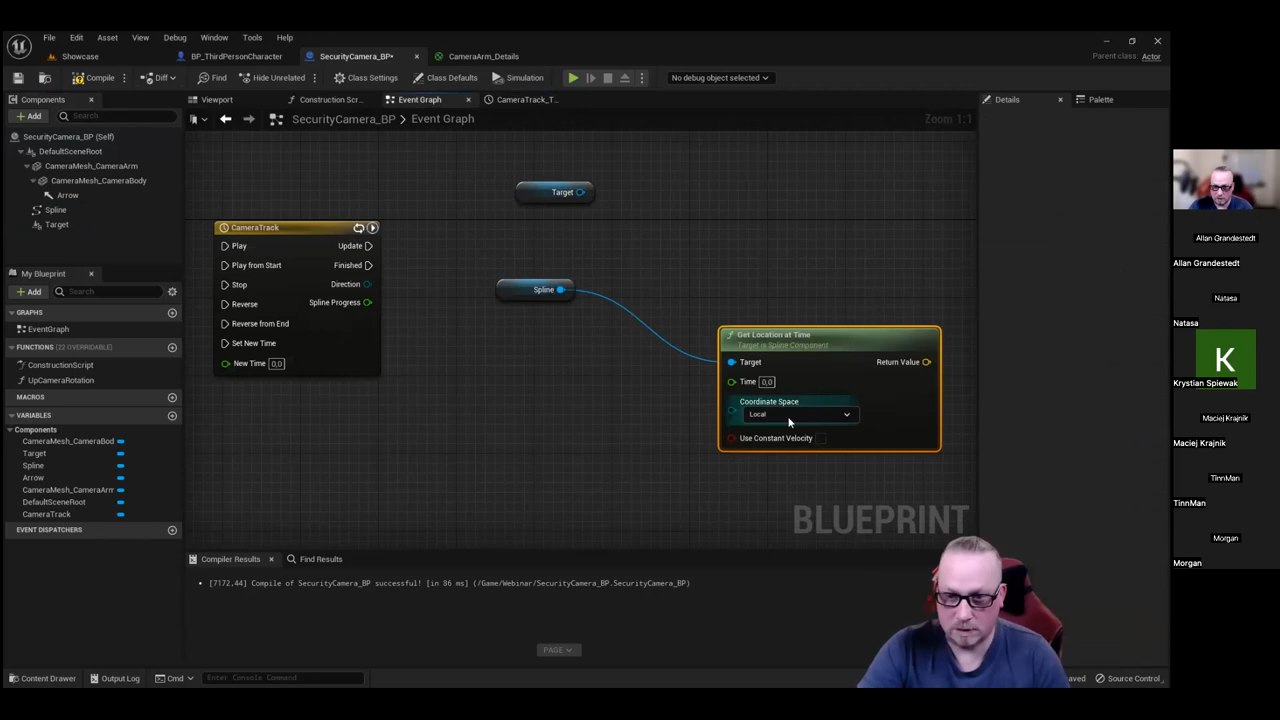 File Edit Asset View Debug Window Tools Help
Showcase BP_ThirdPersonCharacter SecurityCamera_BP* CameraArm_Details
Parent class: Actor
Compile Diff Find Hide Unrelated Class Settings Class Defaults Simulation No debug object selected
Components
Add Search
SecurityCamera_BP (Self)
DefaultSceneRoot
CameraMesh_CameraArm
CameraMesh_CameraBody
Arrow
Spline
Target
My Blueprint
Add Search
GRAPHS
EventGraph
FUNCTIONS (22 OVERRIDABLE)
ConstructionScript
UpCameraRotation
MACROS
VARIABLES
Components
CameraMesh_CameraBod
Target
Spline
Arrow
CameraMesh_CameraArm
DefaultSceneRoot
CameraTrack
EVENT DISPATCHERS
Viewport Construction Scr... Event Graph CameraTrack_T...
SecurityCamera_BP > Event Graph
Zoom 1:1
Target
CameraTrack
Play Update
Play from Start Finished
Stop Direction
Reverse Spline Progress
Reverse from End
Set New Time
New Time 0,0
Spline
Get Location at Time
Target is Spline Component
Target Return Value
Time 0,0
Coordinate Space
Local
Use Constant Velocity
BLUEPRINT
Details Palette
Compiler Results Find Results
[7172.44] Compile of SecurityCamera_BP successful! [in 86 ms] (/Game/Webinar/SecurityCamera_BP.SecurityCamera_BP)
PAGE
Content Drawer Output Log Cmd Enter Console Command
Source Control
Allan Grandestedt
Allan Grandestedt
Natasa
Natasa
K
Krystian Spiewak
Maciej Krajnik
Maciej Krajnik
TinnMan
TinnMan
Morgan
Morgan